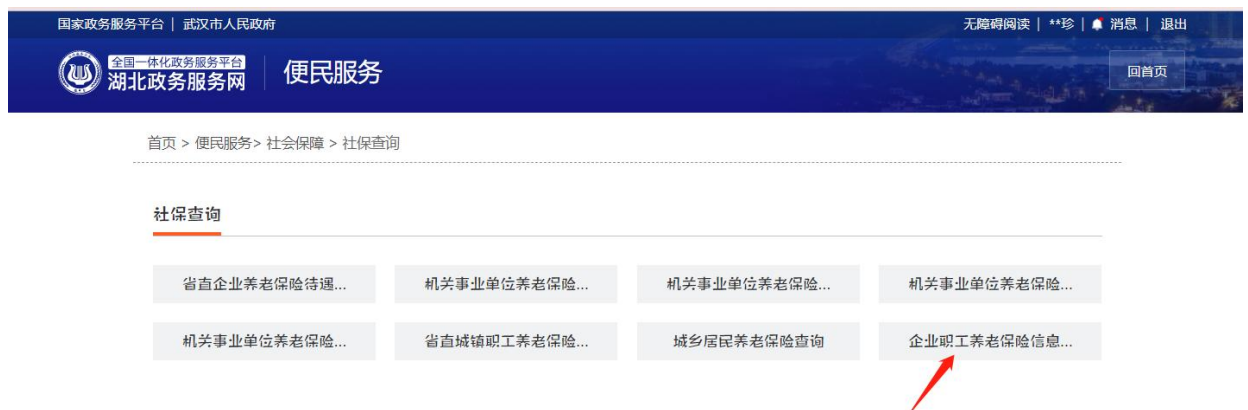 国家政务服务平台 | 武汉市人民政府
无障碍阅读 | **珍 | 消息 | 退出
全国一体化政务服务平台
湖北政务服务网
便民服务
回首页
首页 > 便民服务> 社会保障 > 社保查询
社保查询
省直企业养老保险待遇...
机关事业单位养老保险...
机关事业单位养老保险...
机关事业单位养老保险...
机关事业单位养老保险...
省直城镇职工养老保险...
城乡居民养老保险查询
企业职工养老保险信息...